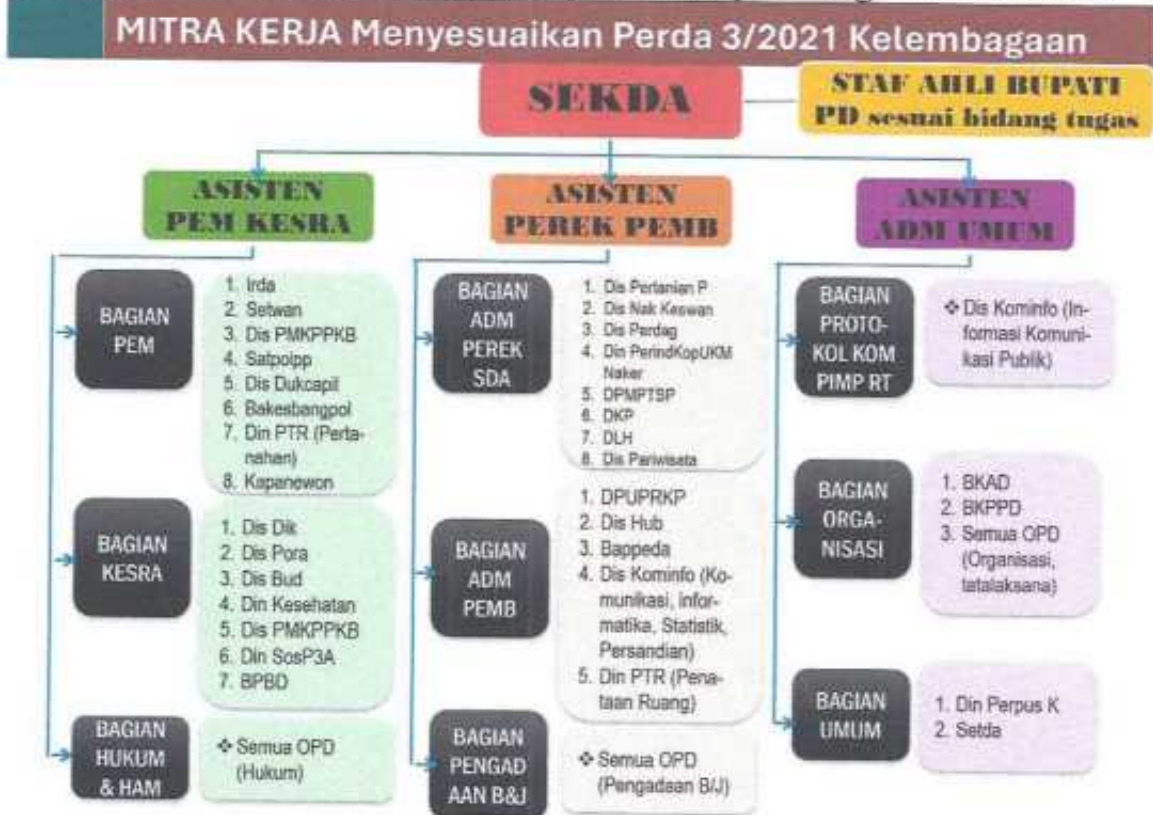 MITRA KERJA Menyesuaikan Perda 3/2021 Kelembagaan
SEKDA
STAF AHLI BUPATI
PD sesuai bidang tugas
ASISTEN
PEM KESRA
BAGIAN
PEM
1. Irda
2. Setwan
3. Dis PMKPPKB
4. Satpolpp
5. Dis Dukcapil
6. Bakesbangpol
7. Din PTR (Perta-
nahan)
8. Kapanewon
BAGIAN
KESRA
1. Dis Dik
2. Dis Pora
3. Dis Bud
4. Din Kesehatan
5. Dis PMKPPKB
6. Din SosP3A
7. BPBD
BAGIAN
HUKUM
& HAM
❖ Semua OPD
(Hukum)
ASISTEN
PEREK PEMB
BAGIAN
ADM
PEREK
SDA
1. Dis Pertanian P
2. Dis Nak Keswan
3. Dis Perdag
4. Din PerindKopUKM
Naker
5. DPMPTSP
6. DKP
7. DLH
8. Dis Pariwisata
BAGIAN
ADM
PEMB
1. DPUPRKP
2. Dis Hub
3. Bappeda
4. Dis Kominfo (Ko-
munikasi, infor-
matika, Statistik,
Persandian)
5. Din PTR (Pena-
taan Ruang)
BAGIAN
PENGAD
AAN B&J
❖ Semua OPD
(Pengadaan B/J)
ASISTEN
ADM UMUM
BAGIAN
PROTO-
KOL KOM
PIMP RT
❖ Dis Kominfo (In-
formasi Komuni-
kasi Publik)
BAGIAN
ORGA-
NISASI
1. BKAD
2. BKPPD
3. Semua OPD
(Organisasi,
tatalaksana)
BAGIAN
UMUM
1. Din Perpus K
2. Setda